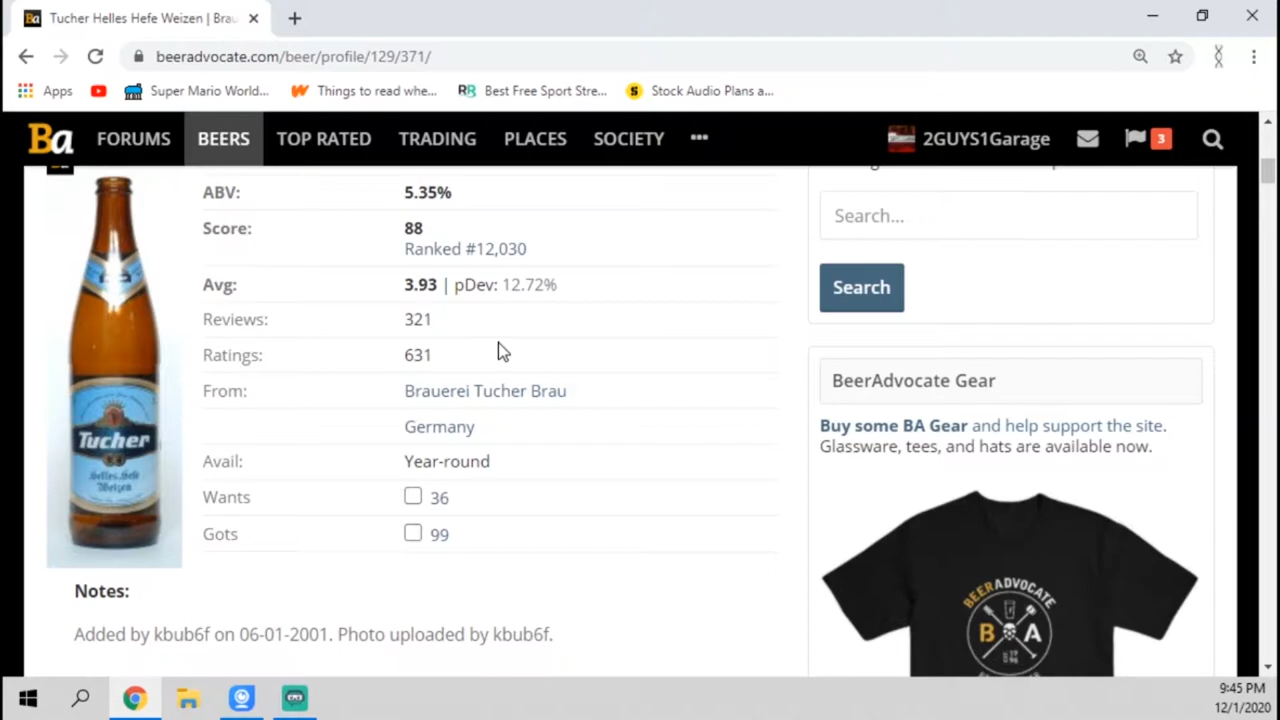 Tucher Helles Hefe Weizen | Brau
beeradvocate.com/beer/profile/129/371/
Apps Super Mario World... Things to read whe... Best Free Sport Stre... Stock Audio Plans a...
Ba FORUMS BEERS TOP RATED TRADING PLACES SOCIETY ••• 2GUYS1Garage 3
ABV: 5.35%
Score: 88
Ranked #12,030
Avg: 3.93 | pDev: 12.72%
Reviews: 321
Ratings: 631
From: Brauerei Tucher Brau
Germany
Avail: Year-round
Wants 36
Gots 99
Tucher
Helles Hefe
Weizen
Notes:
Added by kbub6f on 06-01-2001. Photo uploaded by kbub6f.
Search...
Search
BeerAdvocate Gear
Buy some BA Gear and help support the site.
Glassware, tees, and hats are available now.
BEERADVOCATE
B A
9:45 PM
12/1/2020